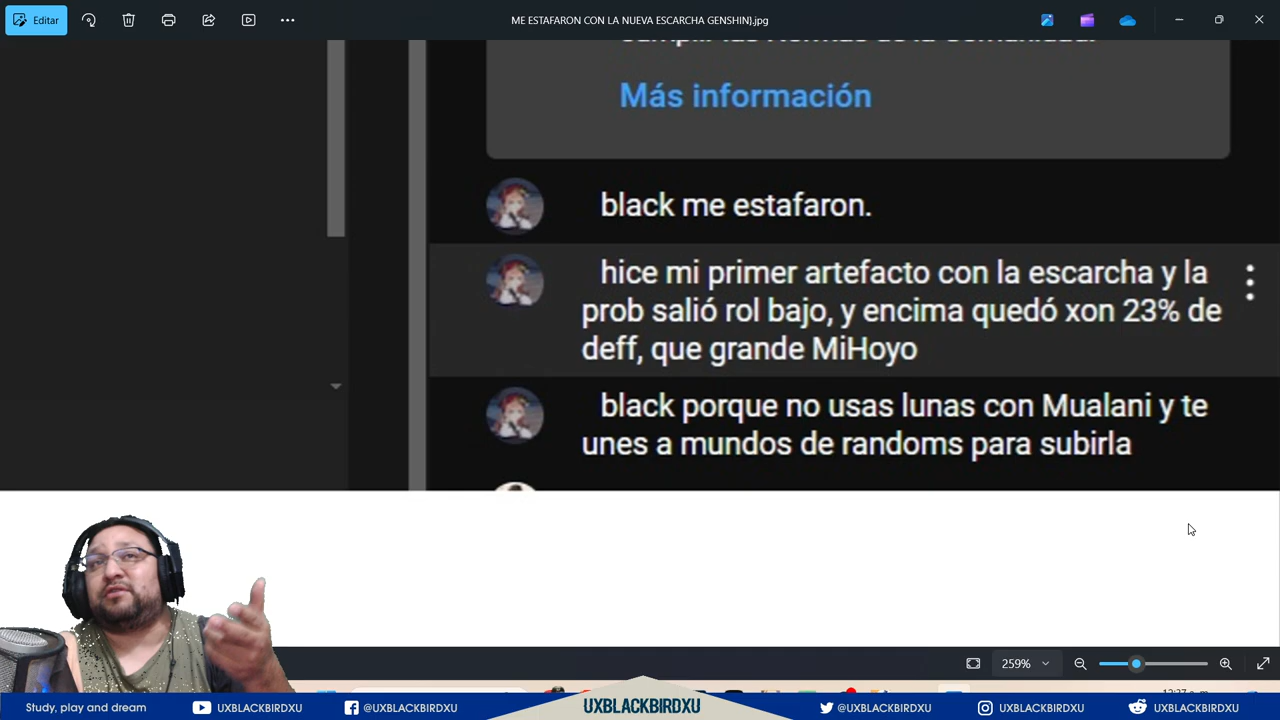 Editar
ME ESTAFARON CON LA NUEVA ESCARCHA GENSHIN}.jpg
Más información
black me estafaron.
hice mi primer artefacto con la escarcha y la
prob salió rol bajo, y encima quedó xon 23% de
deff, que grande MiHoyo
black porque no usas lunas con Mualani y te
unes a mundos de randoms para subirla
259%
Study, play and dream
UXBLACKBIRDXU
@UXBLACKBIRDXU
UXBLACKBIRDXU
@UXBLACKBIRDXU
UXBLACKBIRDXU
UXBLACKBIRDXU